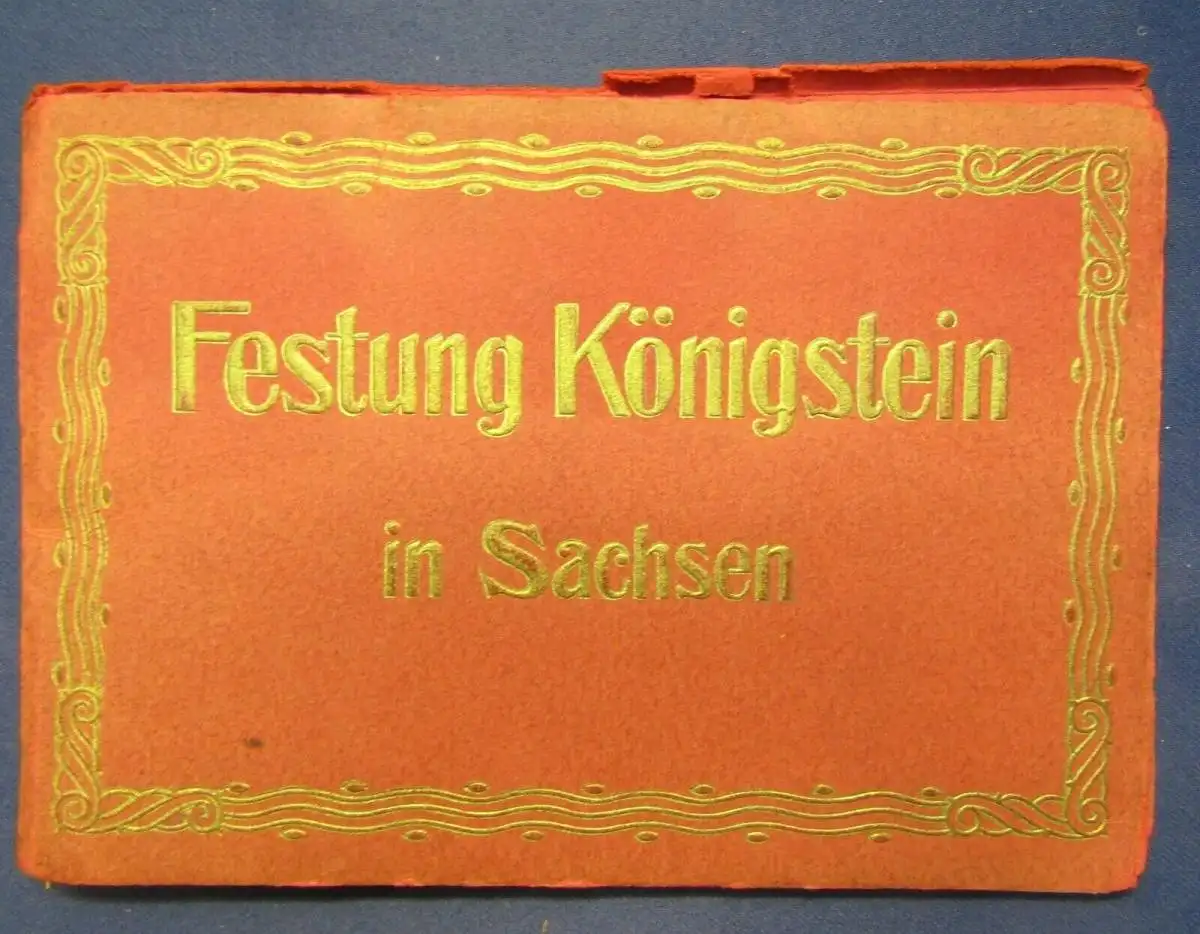 Festung Königstein
in Sachsen